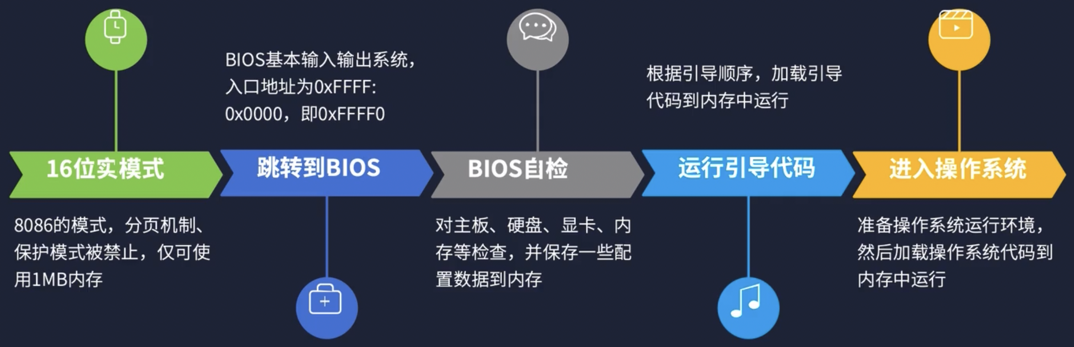 16位实模式
8086的模式，分页机制、
保护模式被禁止，仅可使
用1MB内存
BIOS基本输入输出系统，
入口地址为0xFFFF:
0x0000，即0xFFFF0
跳转到BIOS
BIOS自检
对主板、硬盘、显卡、内
存等检查，并保存一些配
置数据到内存
根据引导顺序，加载引导
代码到内存中运行
运行引导代码
进入操作系统
准备操作系统运行环境，
然后加载操作系统代码到
内存中运行